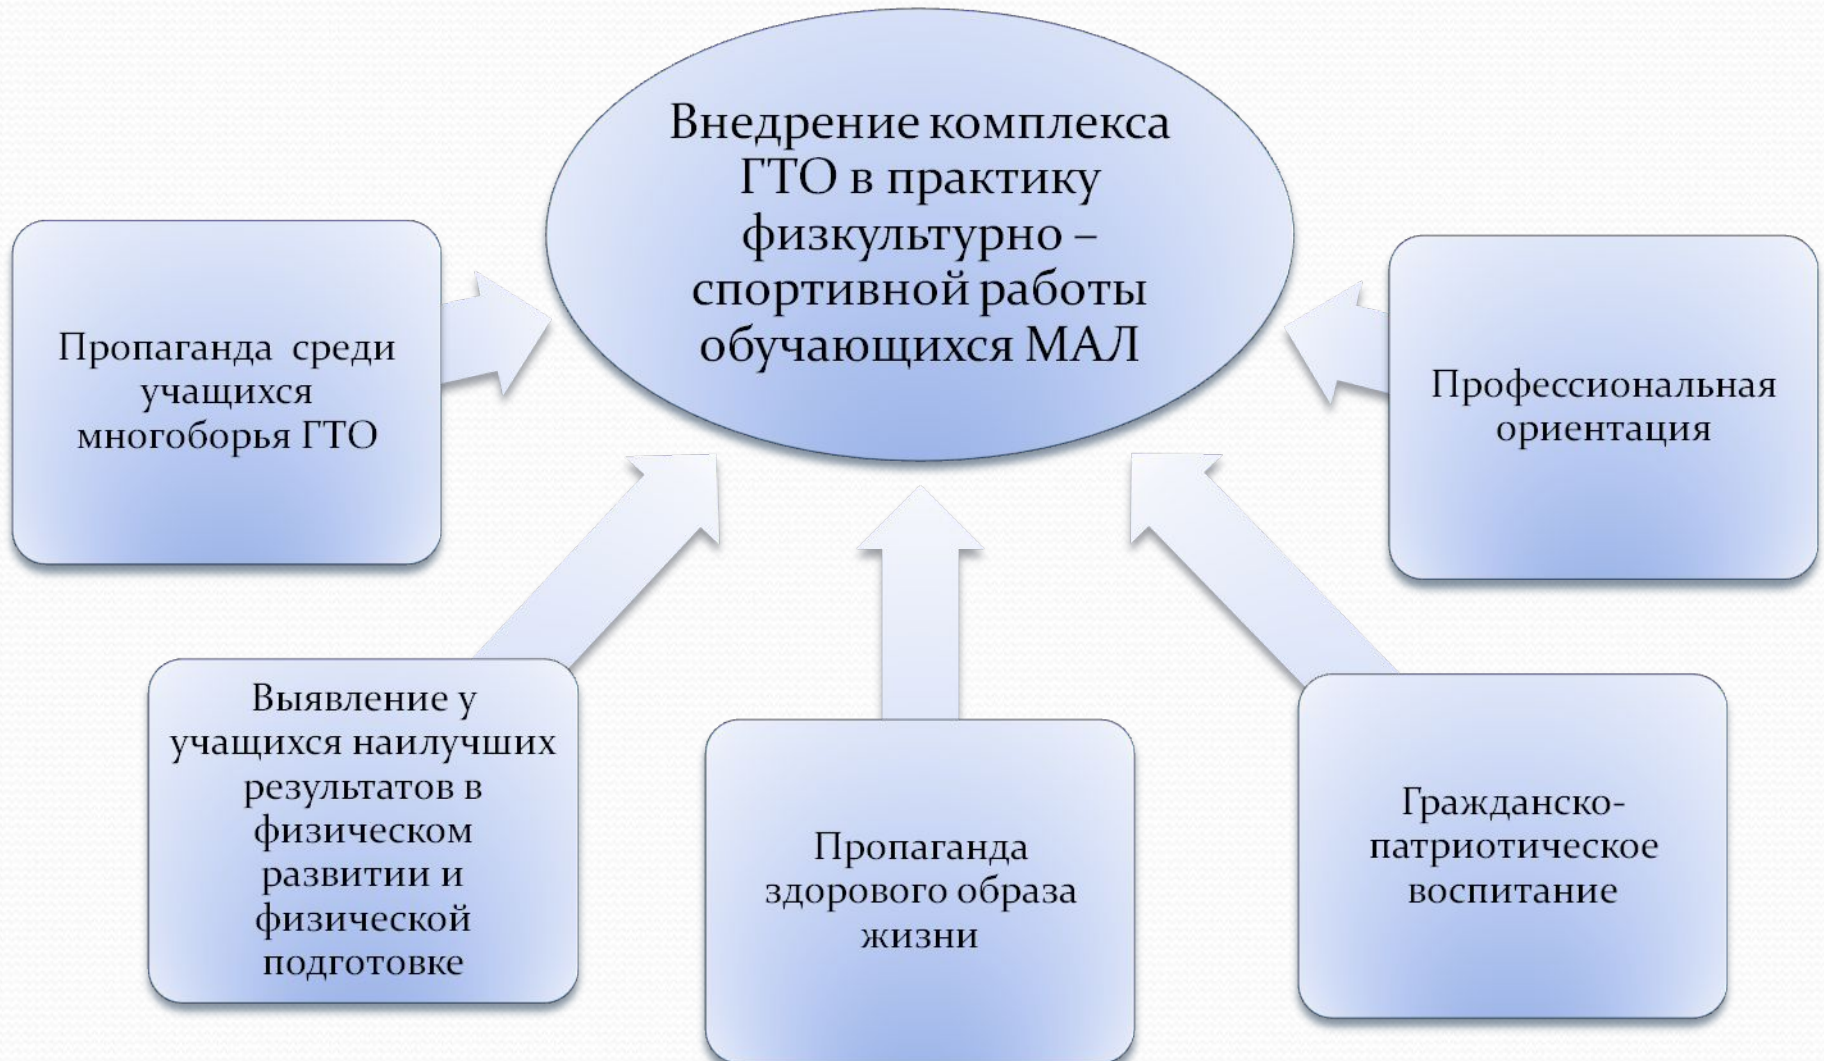 Внедрение комплекса
ГТО в практику
физкультурно –
спортивной работы
обучающихся МАЛ
Пропаганда среди
учащихся
многоборья ГТО
Выявление у
учащихся наилучших
результатов в
физическом
развитии и
физической
подготовке
Пропаганда
здорового образа
жизни
Гражданско-
патриотическое
воспитание
Профессиональная
ориентация